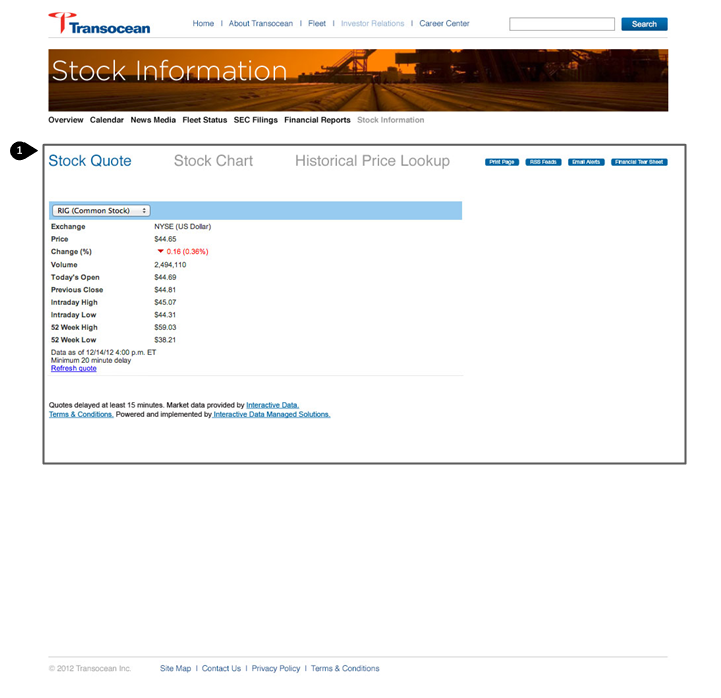 Transocean
Home | About Transocean | Fleet | Investor Relations | Career Center
Search
Stock Information
Overview Calendar News Media Fleet Status SEC Filings Financial Reports Stock Information
1
Stock Quote Stock Chart Historical Price Lookup Print Page RSS Feeds Email Alerts Financial Tear Sheet
RIG (Common Stock)
Exchange NYSE (US Dollar)
Price $44.65
Change (%) 0.16 (0.36%)
Volume 2,494,110
Today's Open $44.69
Previous Close $44.81
Intraday High $45.07
Intraday Low $44.31
52 Week High $59.03
52 Week Low $38.21
Data as of 12/14/12 4:00 p.m. ET
Minimum 20 minute delay
Refresh quote
Quotes delayed at least 15 minutes. Market data provided by Interactive Data.
Terms & Conditions. Powered and implemented by Interactive Data Managed Solutions.
© 2012 Transocean Inc. Site Map | Contact Us | Privacy Policy | Terms & Conditions